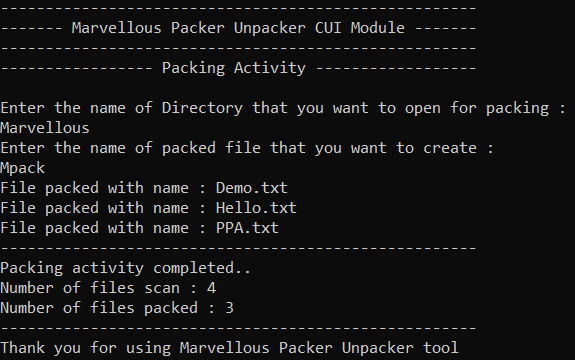 -----------------------------------------------------
------- Marvellous Packer Unpacker CUI Module -------
-----------------------------------------------------
----------------- Packing Activity ------------------
Enter the name of Directory that you want to open for packing :
Marvellous
Enter the name of packed file that you want to create :
Mpack
File packed with name : Demo.txt
File packed with name : Hello.txt
File packed with name : PPA.txt
-----------------------------------------------------
Packing activity completed..
Number of files scan : 4
Number of files packed : 3
-----------------------------------------------------
Thank you for using Marvellous Packer Unpacker tool